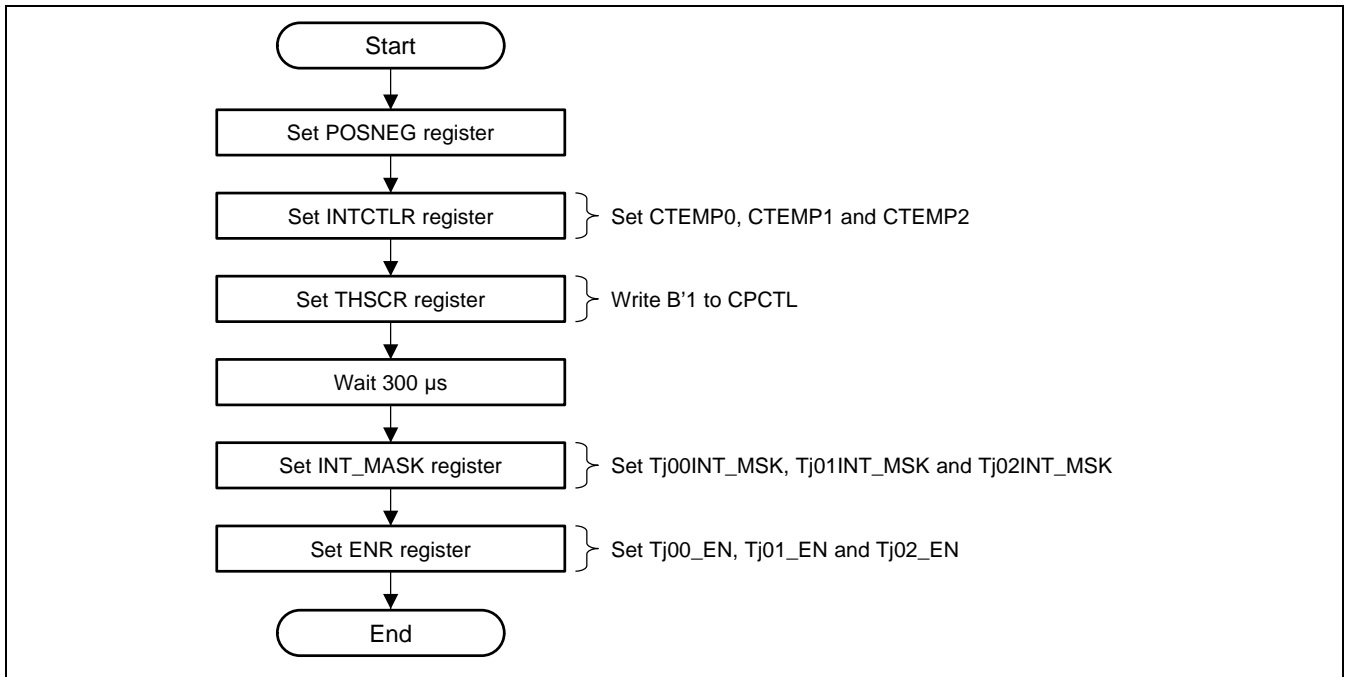 Start
Set POSNEG register
Set INTCTLR register
Set CTEMP0, CTEMP1 and CTEMP2
Set THSCR register
Write B'1 to CPCTL
Wait 300 µs
Set INT_MASK register
Set Tj00INT_MSK, Tj01INT_MSK and Tj02INT_MSK
Set ENR register
Set Tj00_EN, Tj01_EN and Tj02_EN
End